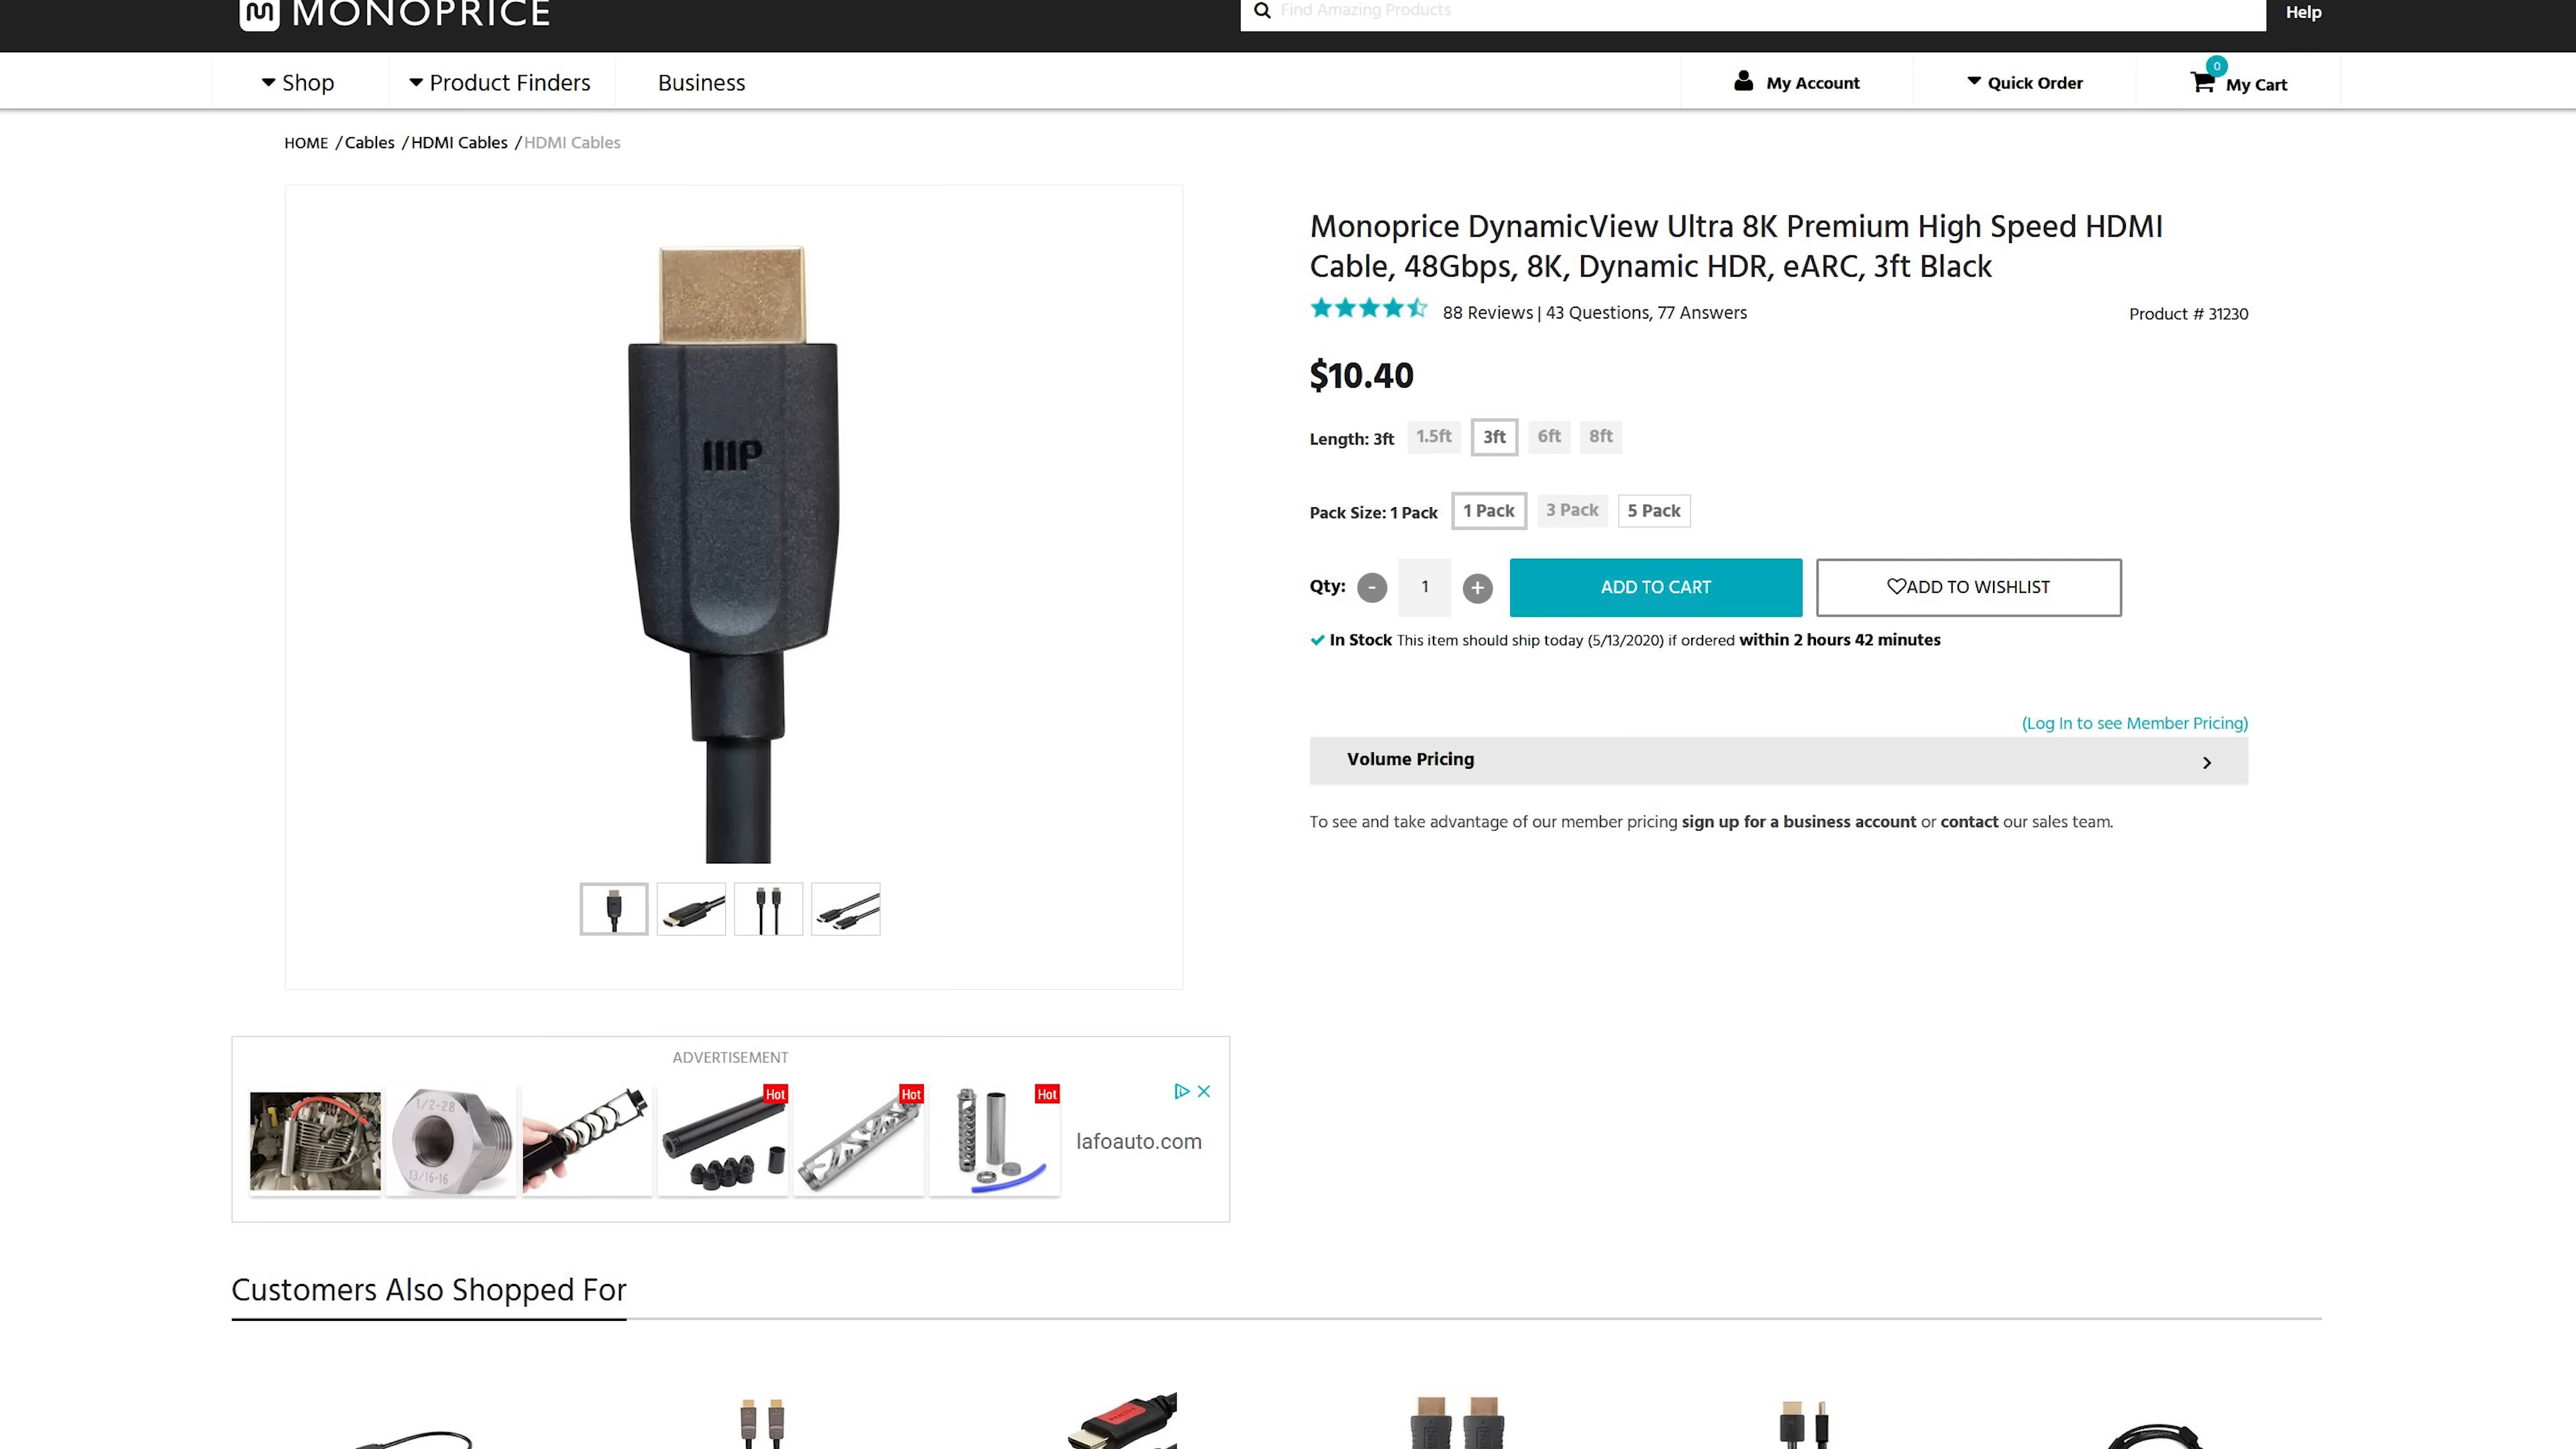 MONOPRICE
Find Amazing Products
Help
Shop
Product Finders
Business
My Account
Quick Order
0
My Cart
HOME / Cables / HDMI Cables / HDMI Cables
Monoprice DynamicView Ultra 8K Premium High Speed HDMI
Cable, 48Gbps, 8K, Dynamic HDR, eARC, 3ft Black
88 Reviews | 43 Questions, 77 Answers
Product # 31230
$10.40
Length: 3ft 1.5ft 3ft 6ft 8ft
Pack Size: 1 Pack 1 Pack 3 Pack 5 Pack
Qty: - 1 + ADD TO CART ADD TO WISHLIST
In Stock This item should ship today (5/13/2020) if ordered within 2 hours 42 minutes
(Log In to see Member Pricing)
Volume Pricing
To see and take advantage of our member pricing sign up for a business account or contact our sales team.
ADVERTISEMENT
1/2-28
13/16-16
Hot
Hot
Hot
lafoauto.com
Customers Also Shopped For